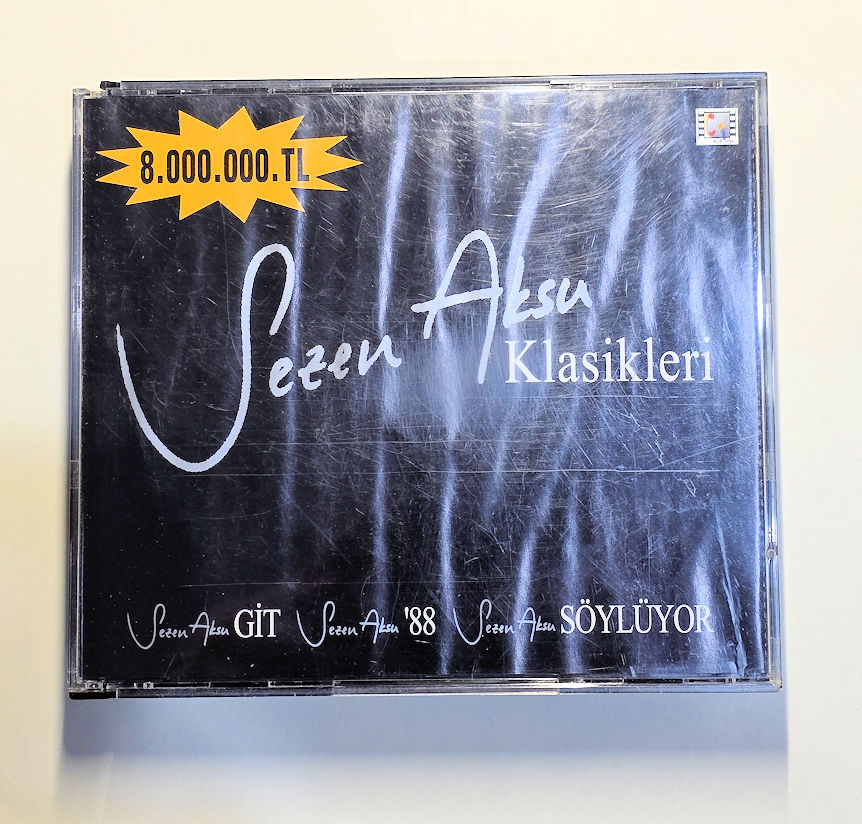 8.000.000.TL
Sezen Aksu
Klasikleri
Sezen Aksu GİT Sezen Aksu '88 Sezen Aksu SÖYLÜYOR